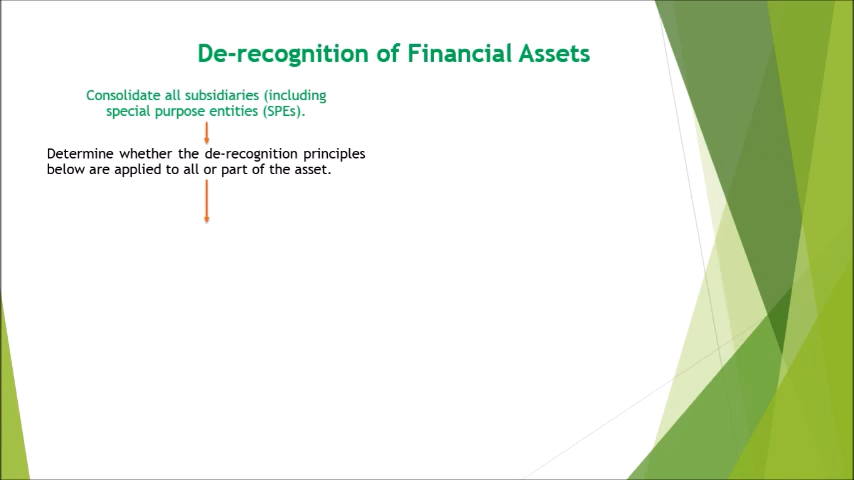 De-recognition of Financial Assets
Consolidate all subsidiaries (including
special purpose entities (SPEs).
Determine whether the de-recognition principles
below are applied to all or part of the asset.